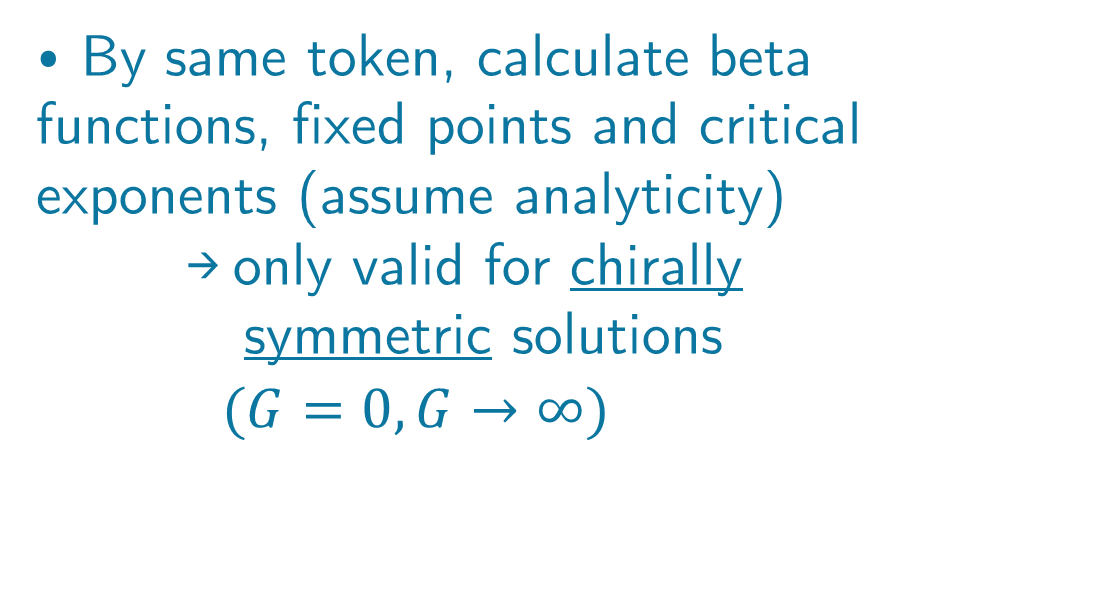 • By same token, calculate beta
functions, fixed points and critical
exponents (assume analyticity)
→ only valid for chirally
symmetric solutions
(𝐺 = 0, 𝐺 → ∞)